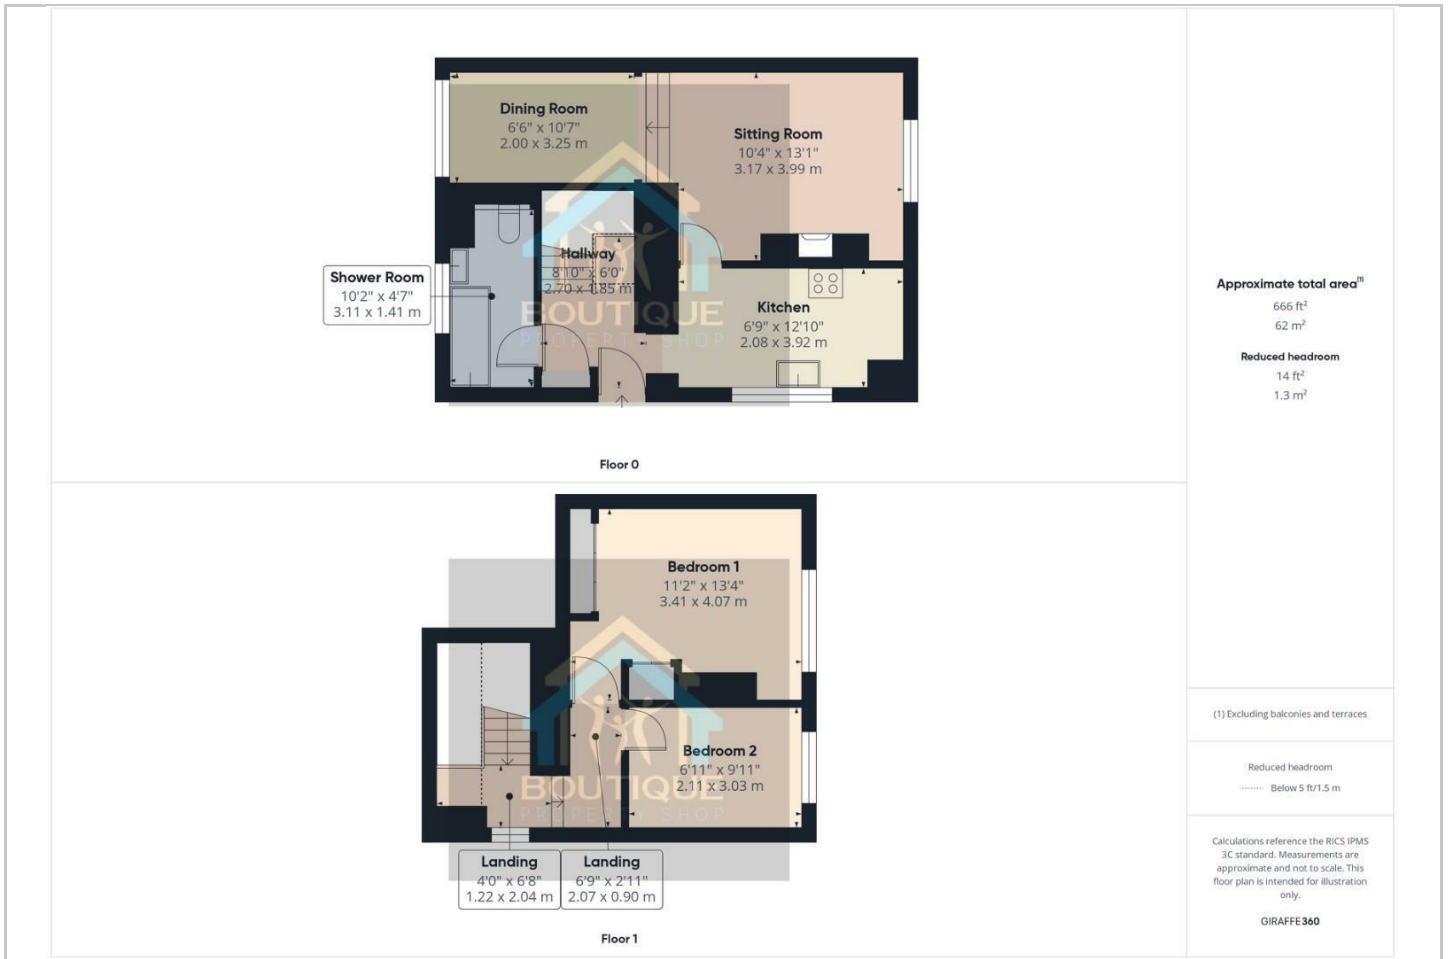 Dining Room
6'6" x 10'7"
2.00 x 3.25 m
Sitting Room
10'4" x 13'1"
3.17 x 3.99 m
Hallway
8'10" x 6'0"
2.70 x 1.85 m
Shower Room
10'2" x 4'7"
3.11 x 1.41 m
Kitchen
6'9" x 12'10"
2.08 x 3.92 m
BOUTIQUE
PROPERTY SHOP
Floor 0
Bedroom 1
11'2" x 13'4"
3.41 x 4.07 m
Bedroom 2
6'11" x 9'11"
2.11 x 3.03 m
BOUTIQUE
PROPERTY SHOP
Landing
4'0" x 6'8"
1.22 x 2.04 m
Landing
6'9" x 2'11"
2.07 x 0.90 m
Floor 1
Approximate total area(1)
666 ft²
62 m²
Reduced headroom
14 ft²
1.3 m²
(1) Excluding balconies and terraces
Reduced headroom
Below 5 ft/1.5 m
Calculations reference the RICS IPMS
3C standard. Measurements are
approximate and not to scale. This
floor plan is intended for illustration
only.
GIRAFFE360